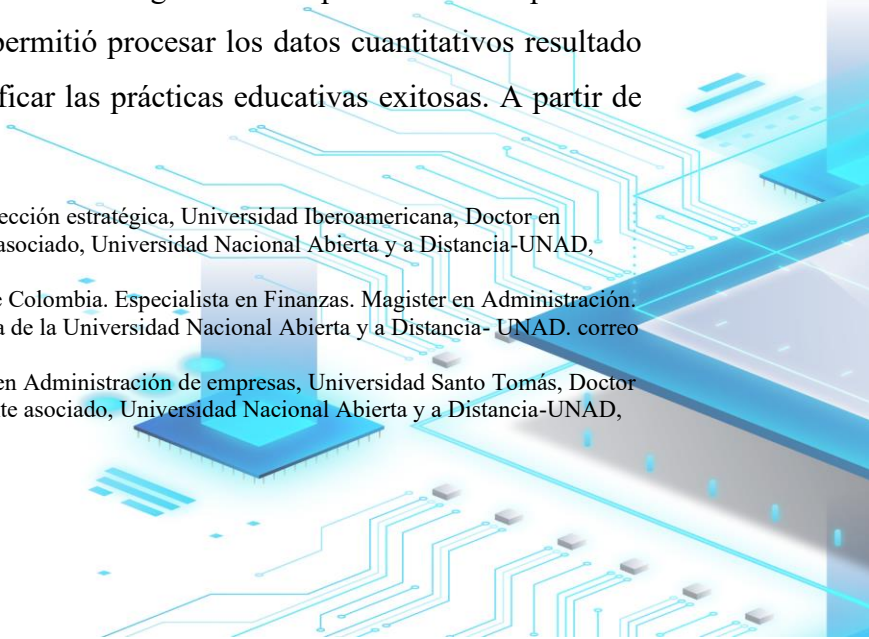 permitió procesar los datos cuantitativos resultado
ficar las prácticas educativas exitosas. A partir de
ección estratégica, Universidad Iberoamericana, Doctor en
asociado, Universidad Nacional Abierta y a Distancia-UNAD,
e Colombia. Especialista en Finanzas. Magister en Administración.
a de la Universidad Nacional Abierta y a Distancia- UNAD. correo
en Administración de empresas, Universidad Santo Tomás, Doctor
te asociado, Universidad Nacional Abierta y a Distancia-UNAD,